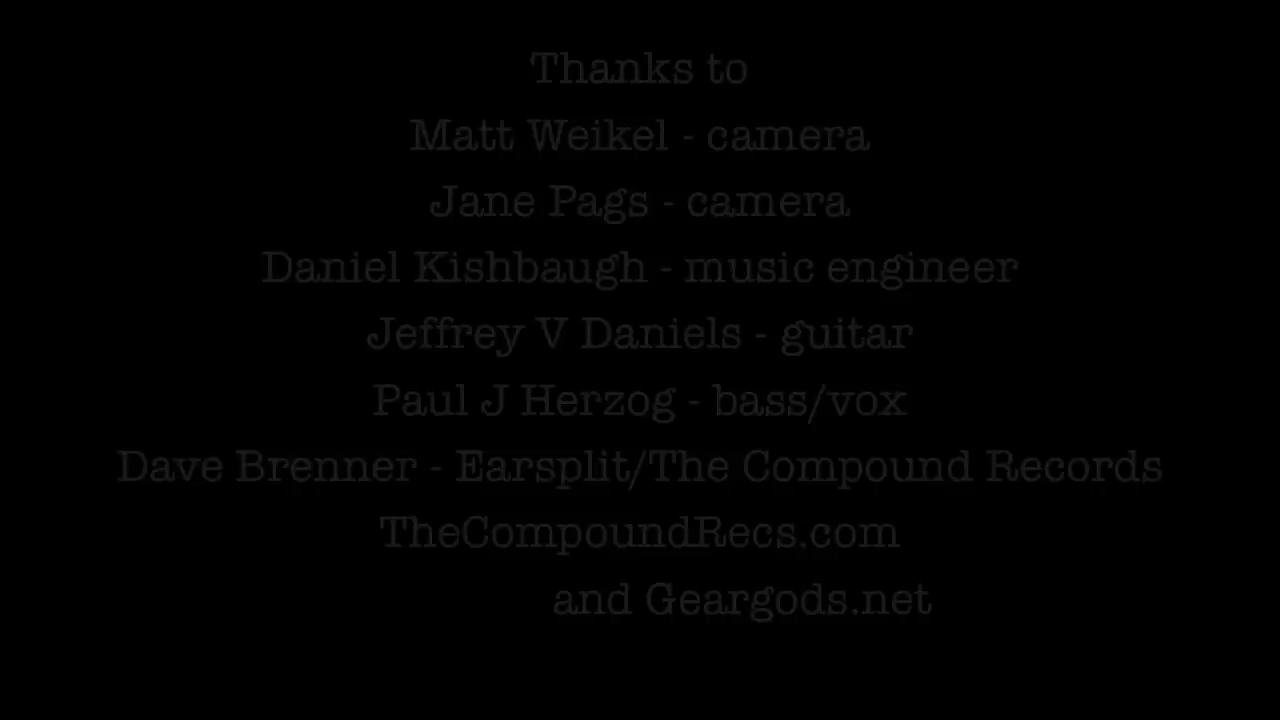 Thanks to
Matt Weikel - camera
Jane Pags - camera
Daniel Kishbaugh - music engineer
Jeffrey V Daniels - guitar
Paul J Herzog - bass/vox
Dave Brenner - Earsplit/The Compound Records
TheCompoundRecs.com
and Geargods.net